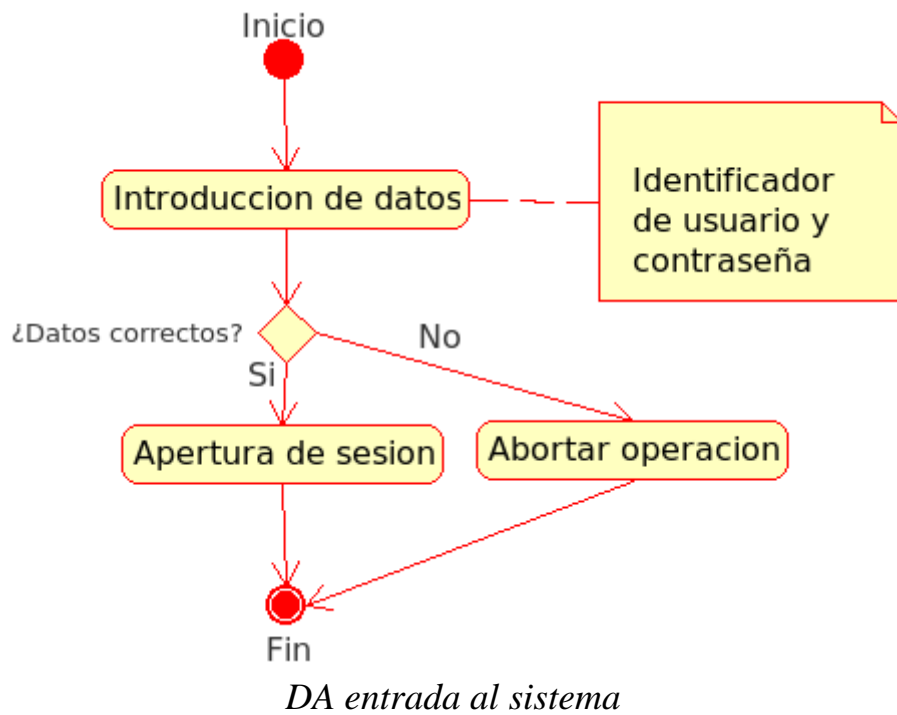 Inicio
Introduccion de datos
Identificador
de usuario y
contraseña
¿Datos correctos?
No
Si
Apertura de sesion
Abortar operacion
Fin
DA entrada al sistema